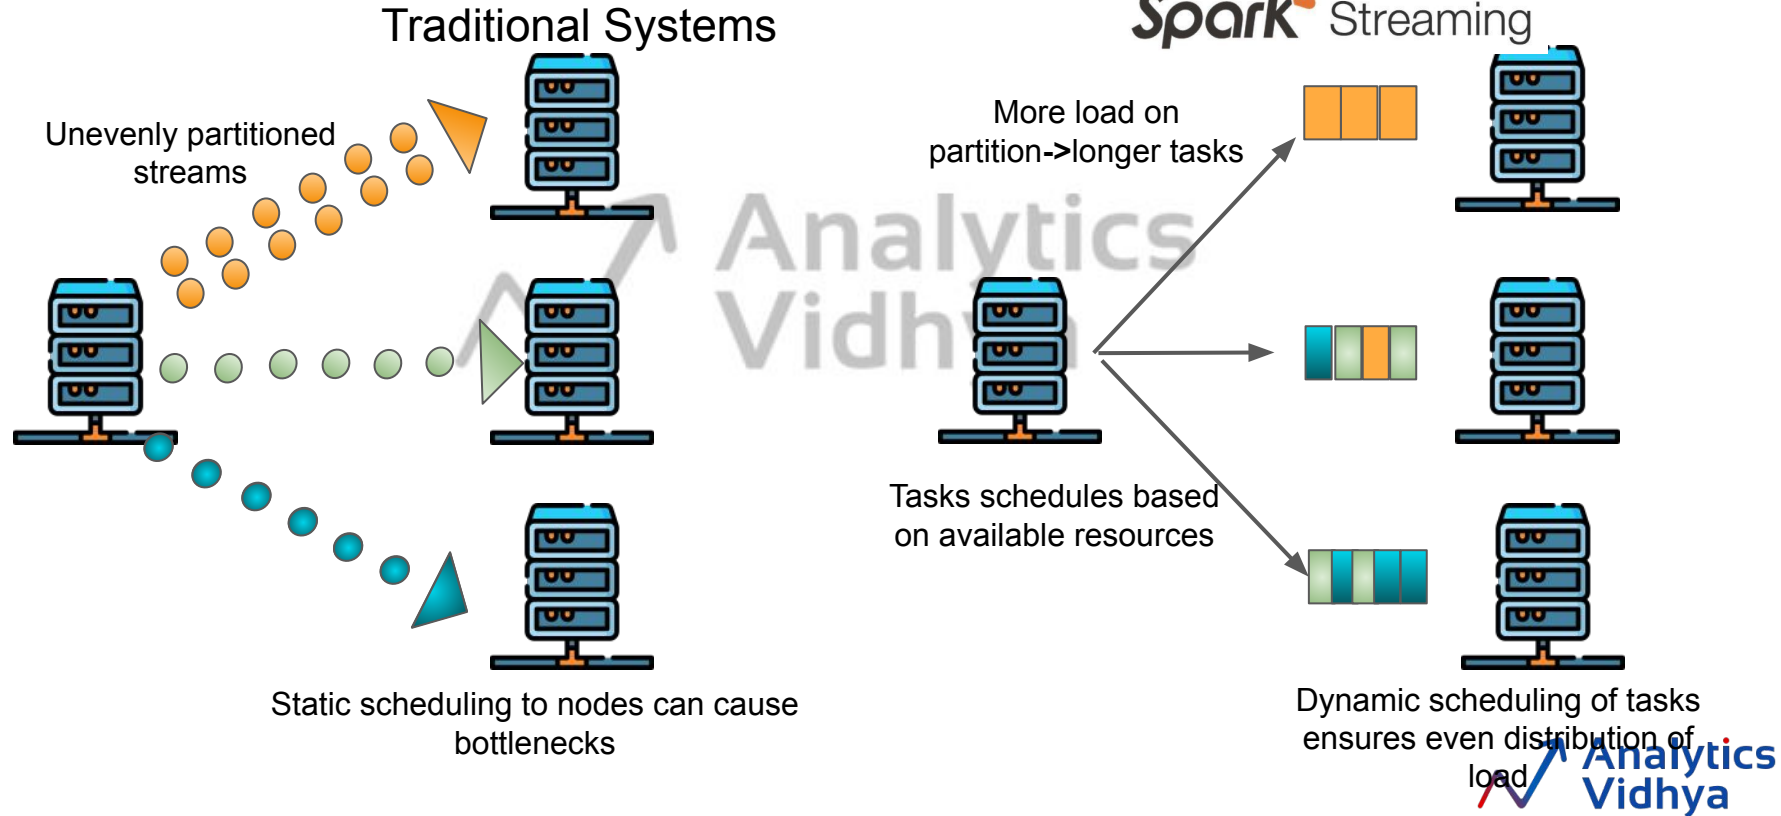 Traditional Systems
Spark Streaming
Unevenly partitioned
streams
More load on
partition->longer tasks
Analytics
Vidhya
Tasks schedules based
on available resources
Static scheduling to nodes can cause
bottlenecks
Dynamic scheduling of tasks
ensures even distribution of
load
Analytics
Vidhya